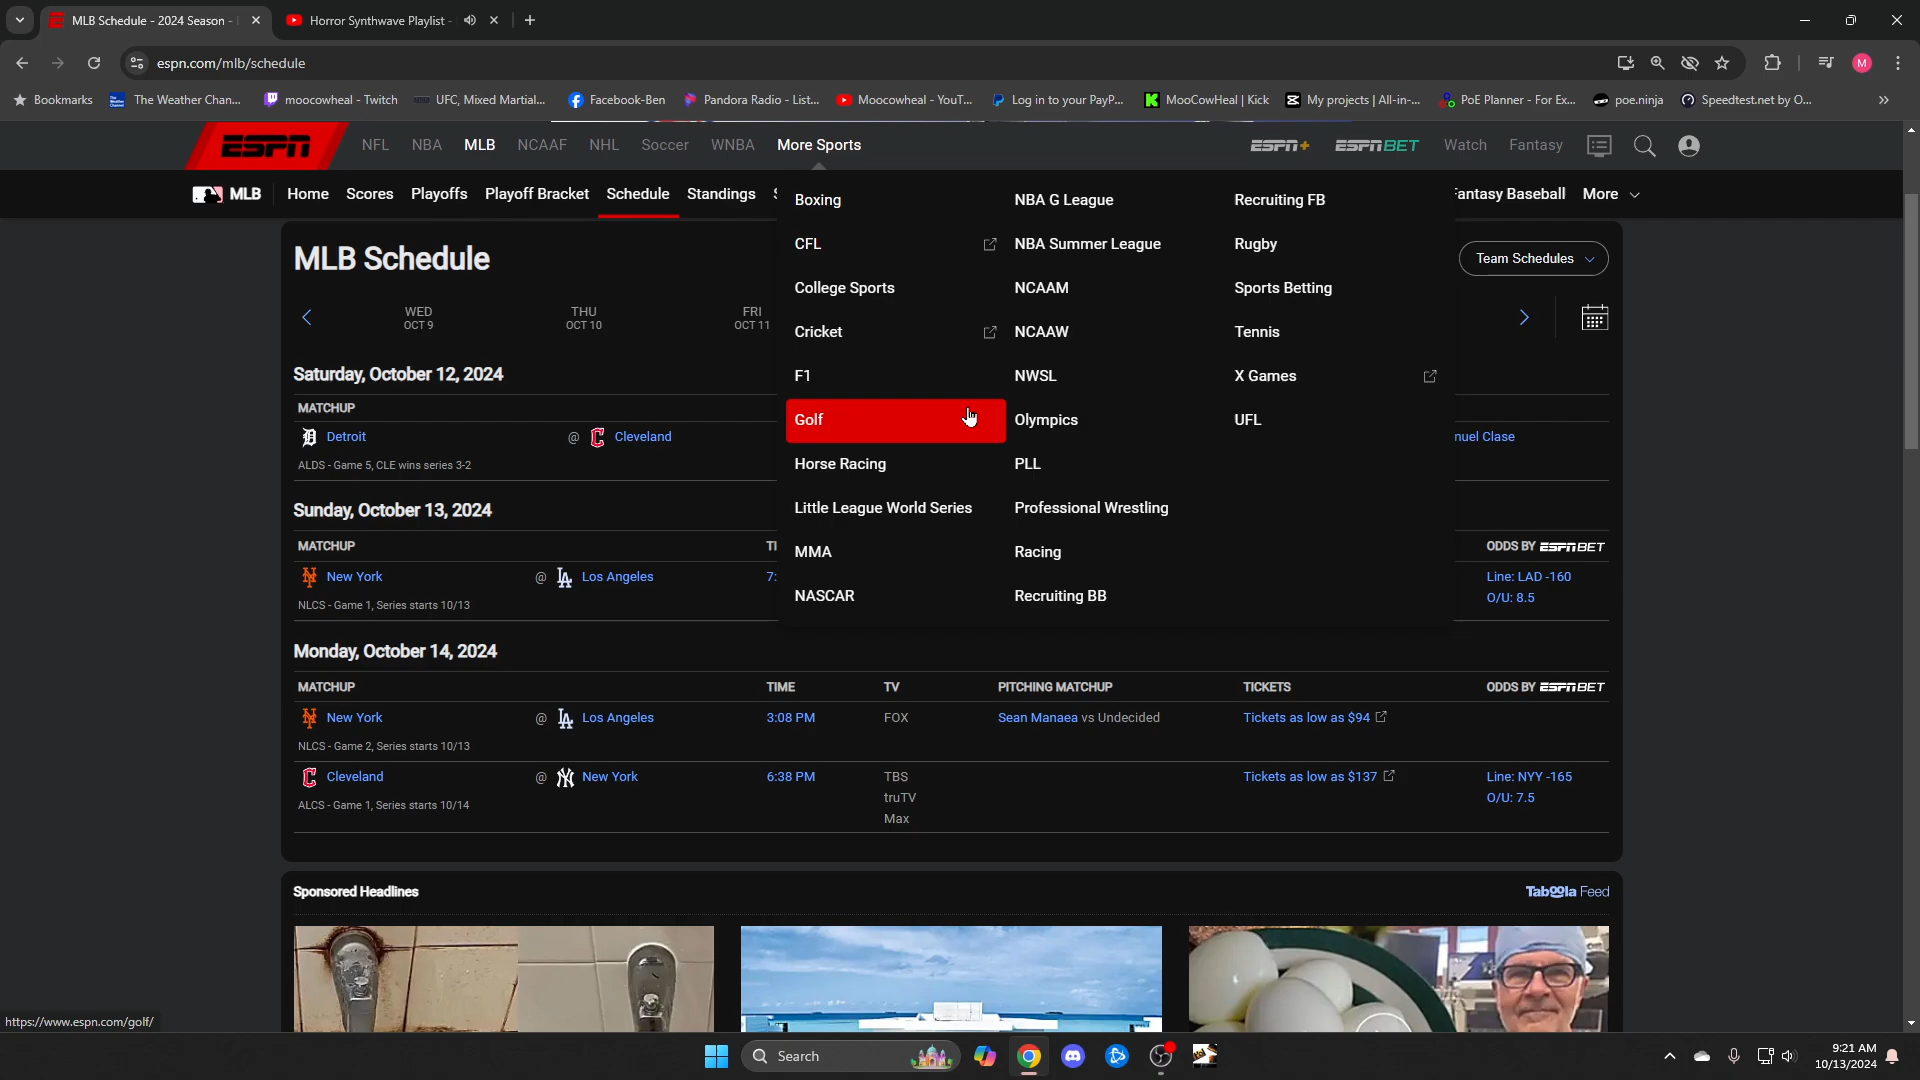 MLB Schedule - 2024 Season -
Horror Synthwave Playlist -
espn.com/mlb/schedule
M
Bookmarks The Weather Chan... moocowheal - Twitch UFC, Mixed Martial... Facebook-Ben Pandora Radio - List... Moocowheal - YouT... Log in to your PayP... MooCowHeal | Kick My projects | All-in-... PoE Planner - For Ex... poe.ninja Speedtest.net by O...
ESPN NFL NBA MLB NCAAF NHL Soccer WNBA More Sports ESPN+ ESPN BET Watch Fantasy
MLB Home Scores Playoffs Playoff Bracket Schedule Standings Fantasy Baseball More
Boxing NBA G League Recruiting FB
CFL NBA Summer League Rugby
College Sports NCAAM Sports Betting
Cricket NCAAW Tennis
F1 NWSL X Games
Golf Olympics UFL
Horse Racing PLL
Little League World Series Professional Wrestling
MMA Racing
NASCAR Recruiting BB
MLB Schedule Team Schedules
WED THU FRI
OCT 9 OCT 10 OCT 11
Saturday, October 12, 2024
MATCHUP
Detroit @ Cleveland nuel Clase
ALDS - Game 5, CLE wins series 3-2
Sunday, October 13, 2024
MATCHUP TI ODDS BY ESPN BET
New York @ LA Los Angeles 7: Line: LAD -160
O/U: 8.5
NLCS - Game 1, Series starts 10/13
Monday, October 14, 2024
MATCHUP TIME TV PITCHING MATCHUP TICKETS ODDS BY ESPN BET
New York @ LA Los Angeles 3:08 PM FOX Sean Manaea vs Undecided Tickets as low as $94
NLCS - Game 2, Series starts 10/13
Cleveland @ New York 6:38 PM TBS Tickets as low as $137 Line: NYY -165
truTV O/U: 7.5
ALCS - Game 1, Series starts 10/14
Max
Sponsored Headlines Taboola Feed
https://www.espn.com/golf/
Search
9:21 AM
10/13/2024